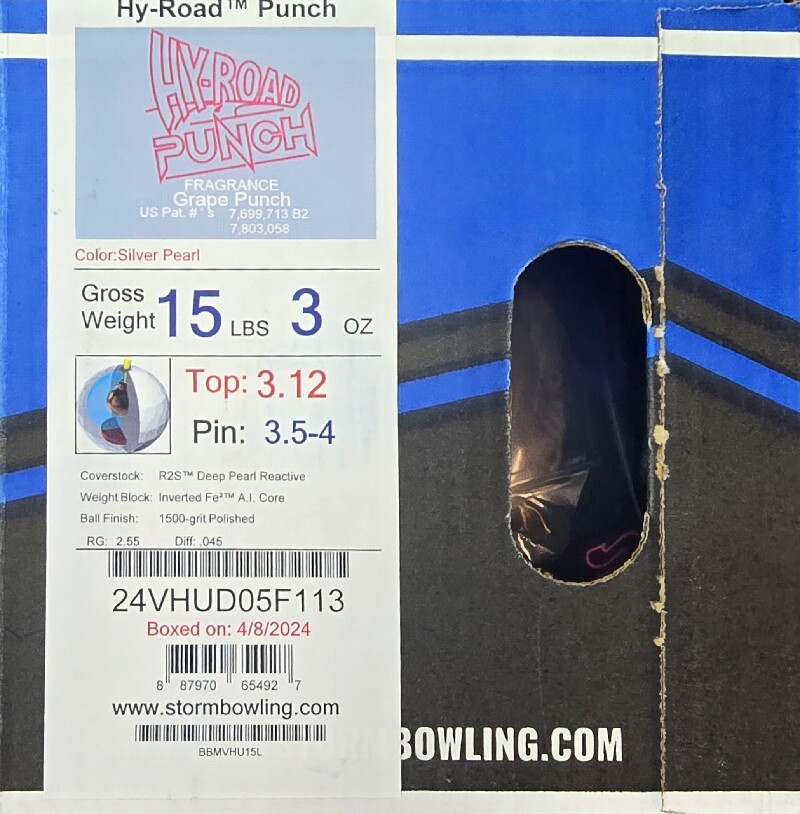 Hy-Road™ Punch
HY-ROAD
PUNCH
FRAGRANCE
Grape Punch
US Pat. # ' s 7,699,713 B2
7,803,058
Color:Silver Pearl
Gross Weight 15 LBS 3 OZ
Top: 3.12
Pin: 3.5-4
Coverstock: R2S™ Deep Pearl Reactive
Weight Block: Inverted Fe²™ A.I. Core
Ball Finish: 1500-grit Polished
RG: 2.55 Diff: .045
24VHUD05F113
Boxed on: 4/8/2024
8 87970 65492 7
www.stormbowling.com
BBMVHU15L
BOWLING.COM